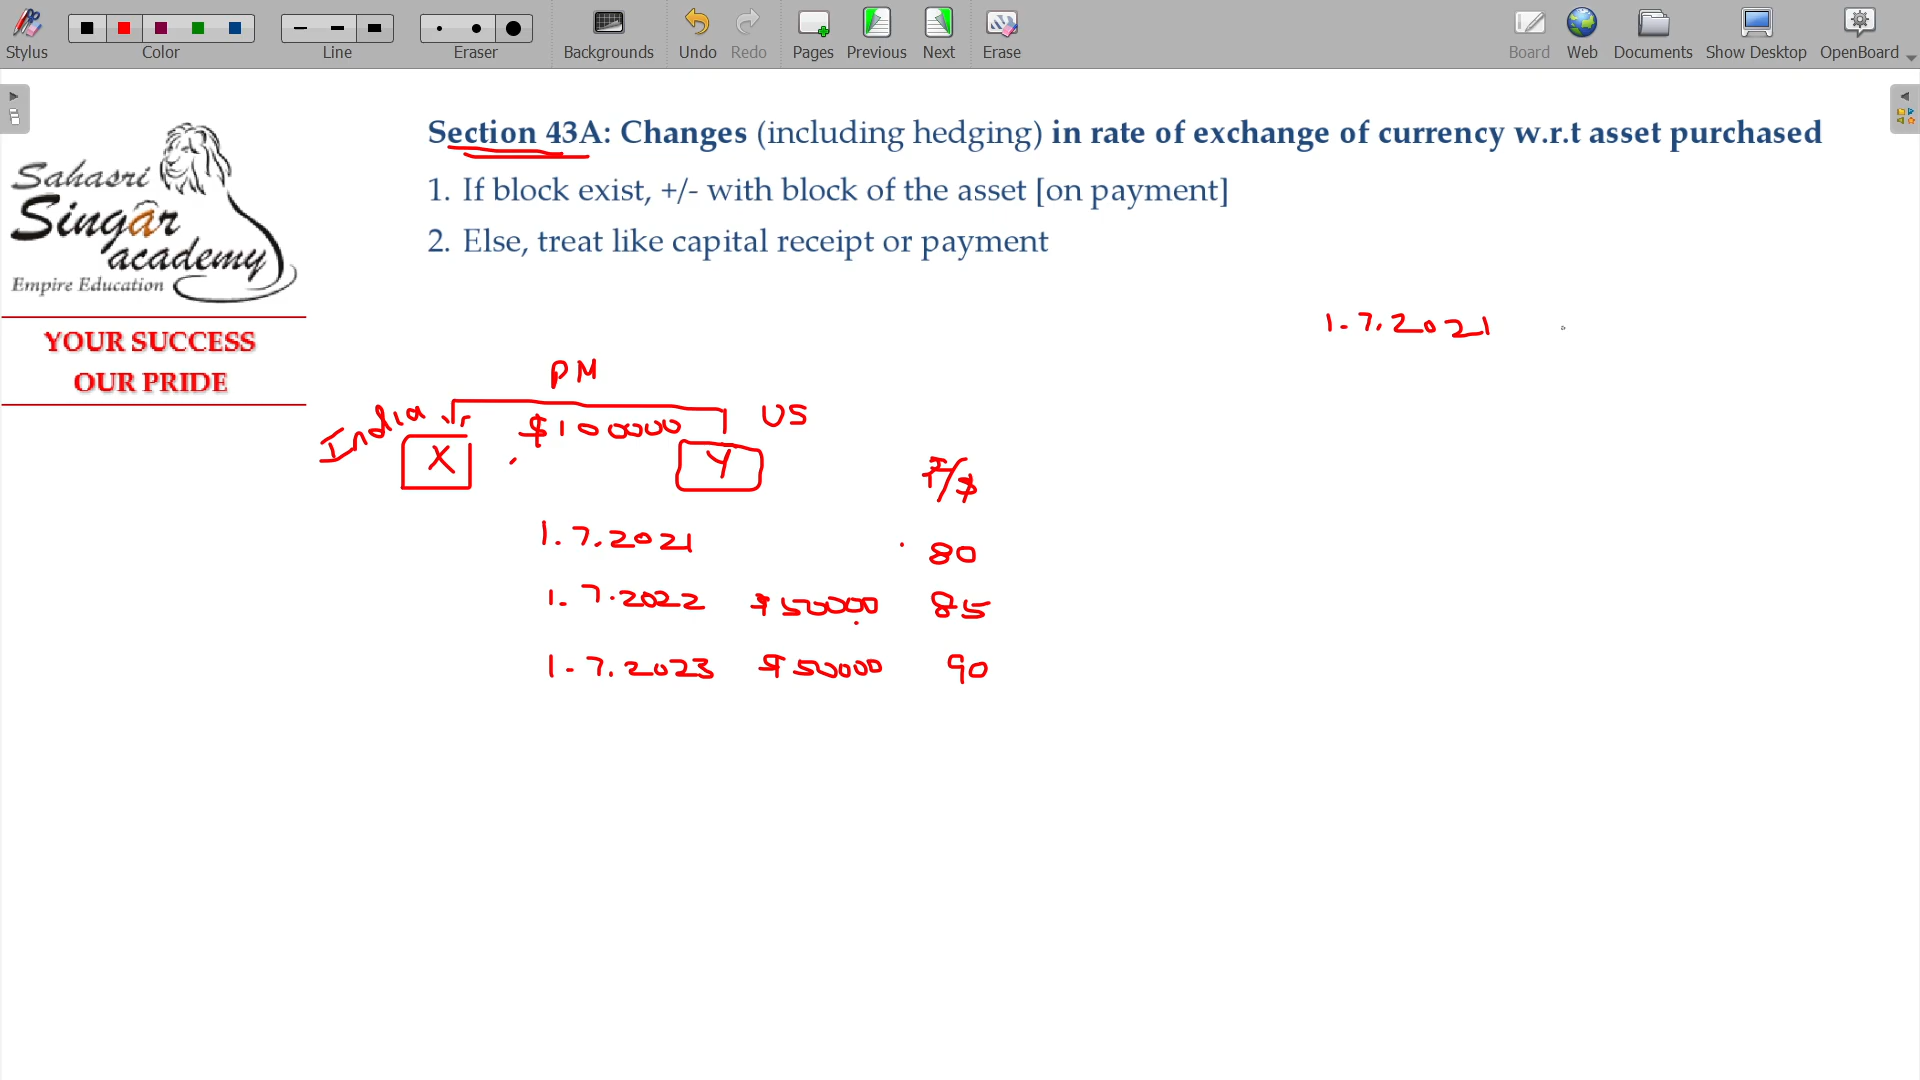 Stylus Color Line Eraser Backgrounds Undo Redo Pages Previous Next Erase Board Web Documents Show Desktop OpenBoard
Section 43A: Changes (including hedging) in rate of exchange of currency w.r.t asset purchased
1. If block exist, +/- with block of the asset [on payment]
2. Else, treat like capital receipt or payment
Sahasri
Singar
academy
Empire Education
YOUR SUCCESS
OUR PRIDE
1.7.2021
PM
India $100000 US
X Y
₹/$
1.7.2021 80
1.7.2022 $50000 85
1.7.2023 $50000 90